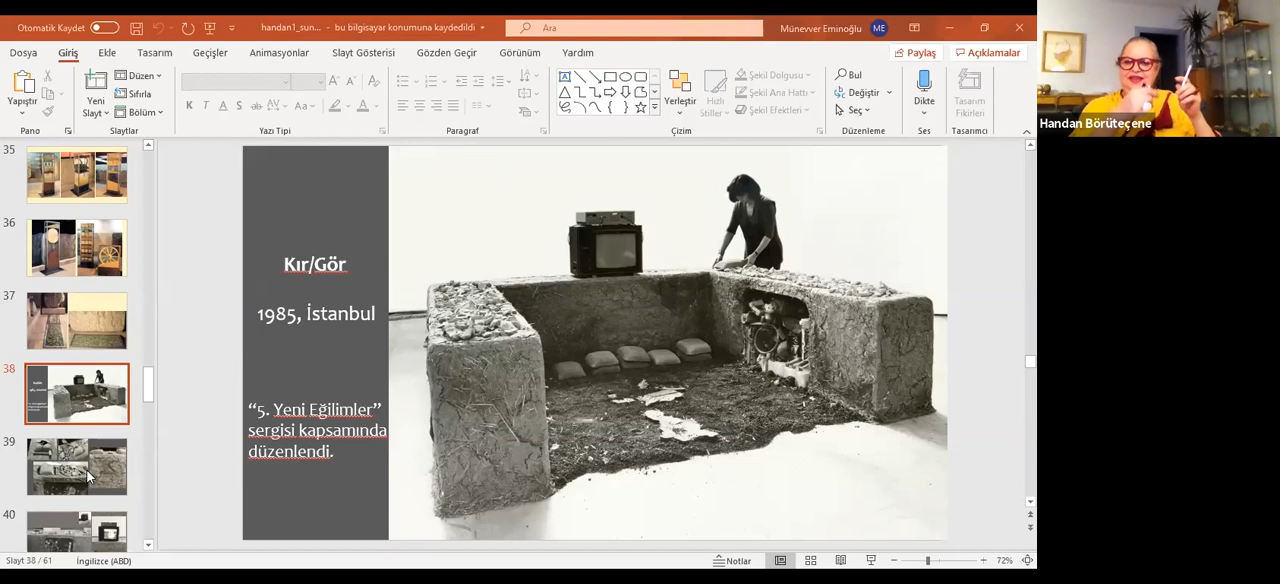 Otomatik Kaydet
handan1_sun... - bu bilgisayar konumuna kaydedildi
Ara
Münevver Eminoğlu
ME
Dosya
Giriş
Ekle
Tasarım
Geçişler
Animasyonlar
Slayt Gösterisi
Gözden Geçir
Görünüm
Yardım
Paylaş
Açıklamalar
Yapıştır
Pano
Yeni
Slayt
Düzen
Sıfırla
Bölüm
Slaytlar
K T A S ab AV Aa A
Yazı Tipi
Paragraf
Yerleştir
Hızlı
Stiller
Şekil Dolgusu
Şekil Ana Hattı
Şekil Efektleri
Çizim
Bul
Değiştir
Seç
Düzenleme
Dikte
Ses
Tasarım
Fikirleri
Tasarımcı
Handan Börüteçene
35
36
37
38
39
40
Kır/Gör
1985, İstanbul
“5. Yeni Eğilimler”
sergisi kapsamında
düzenlendi.
Slayt 38 / 61
İngilizce (ABD)
Notlar
72%